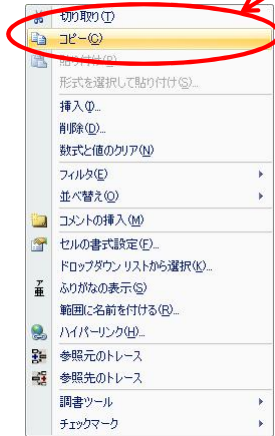 切り取り(T)
コピー(C)
貼り付け(P)
形式を選択して貼り付け(S)...
挿入(I)...
削除(D)...
数式と値のクリア(N)
フィルタ(E)
並べ替え(O)
コメントの挿入(M)
セルの書式設定(F)...
ドロップダウン リストから選択(K)...
ふりがなの表示(S)
範囲に名前を付ける(R)...
ハイパーリンク(H)...
参照元のトレース
参照先のトレース
調書ツール
チェックマーク